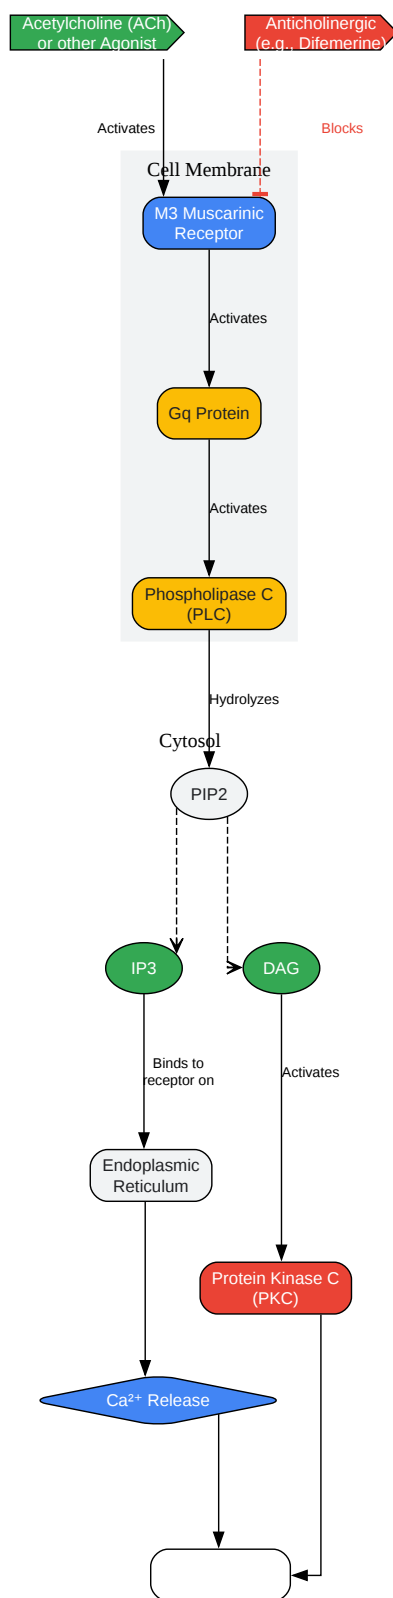 Acetylcholine (ACh)
or other Agonist
Anticholinergic
(e.g., Difemerine)
Activates
Blocks
Cell Membrane
M3 Muscarinic
Receptor
Activates
Gq Protein
Activates
Phospholipase C
(PLC)
Hydrolyzes
Cytosol
PIP2
IP3
DAG
Binds to
receptor on
Activates
Endoplasmic
Reticulum
Protein Kinase C
(PKC)
Ca²⁺ Release